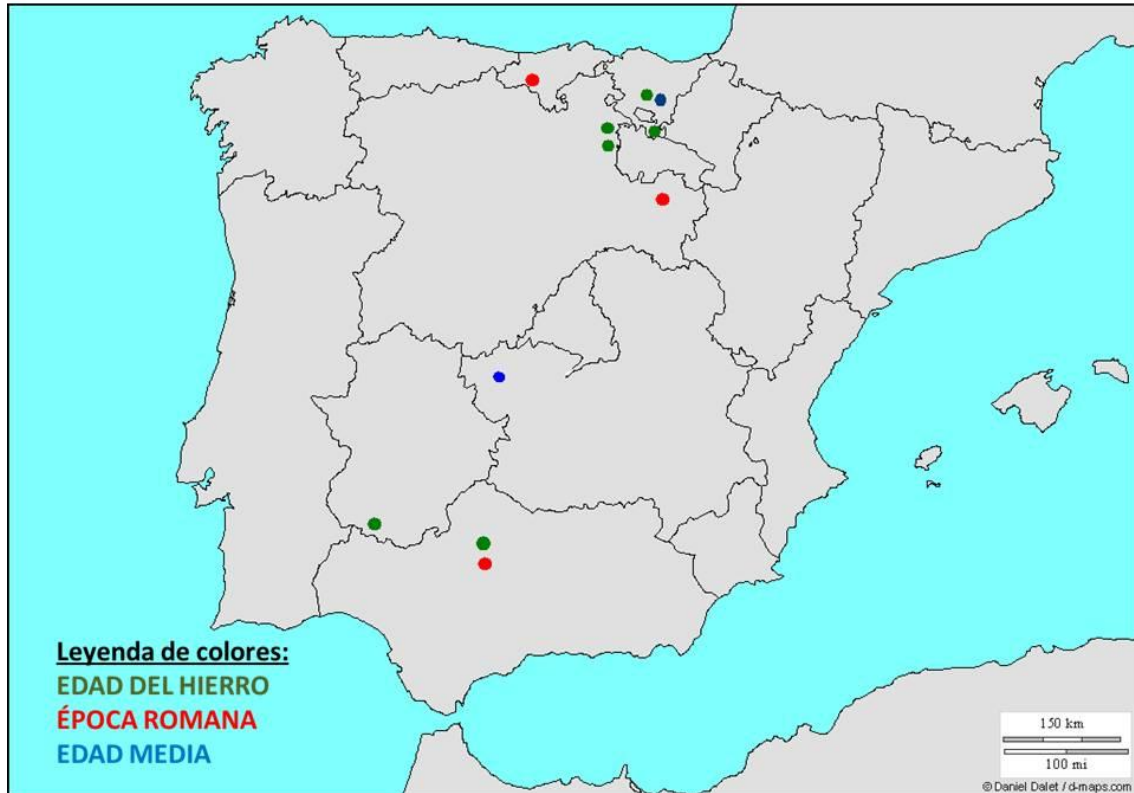 Leyenda de colores:
EDAD DEL HIERRO
ÉPOCA ROMANA
EDAD MEDIA
150 km
100 mi
© Daniel Dalet / d-maps.com